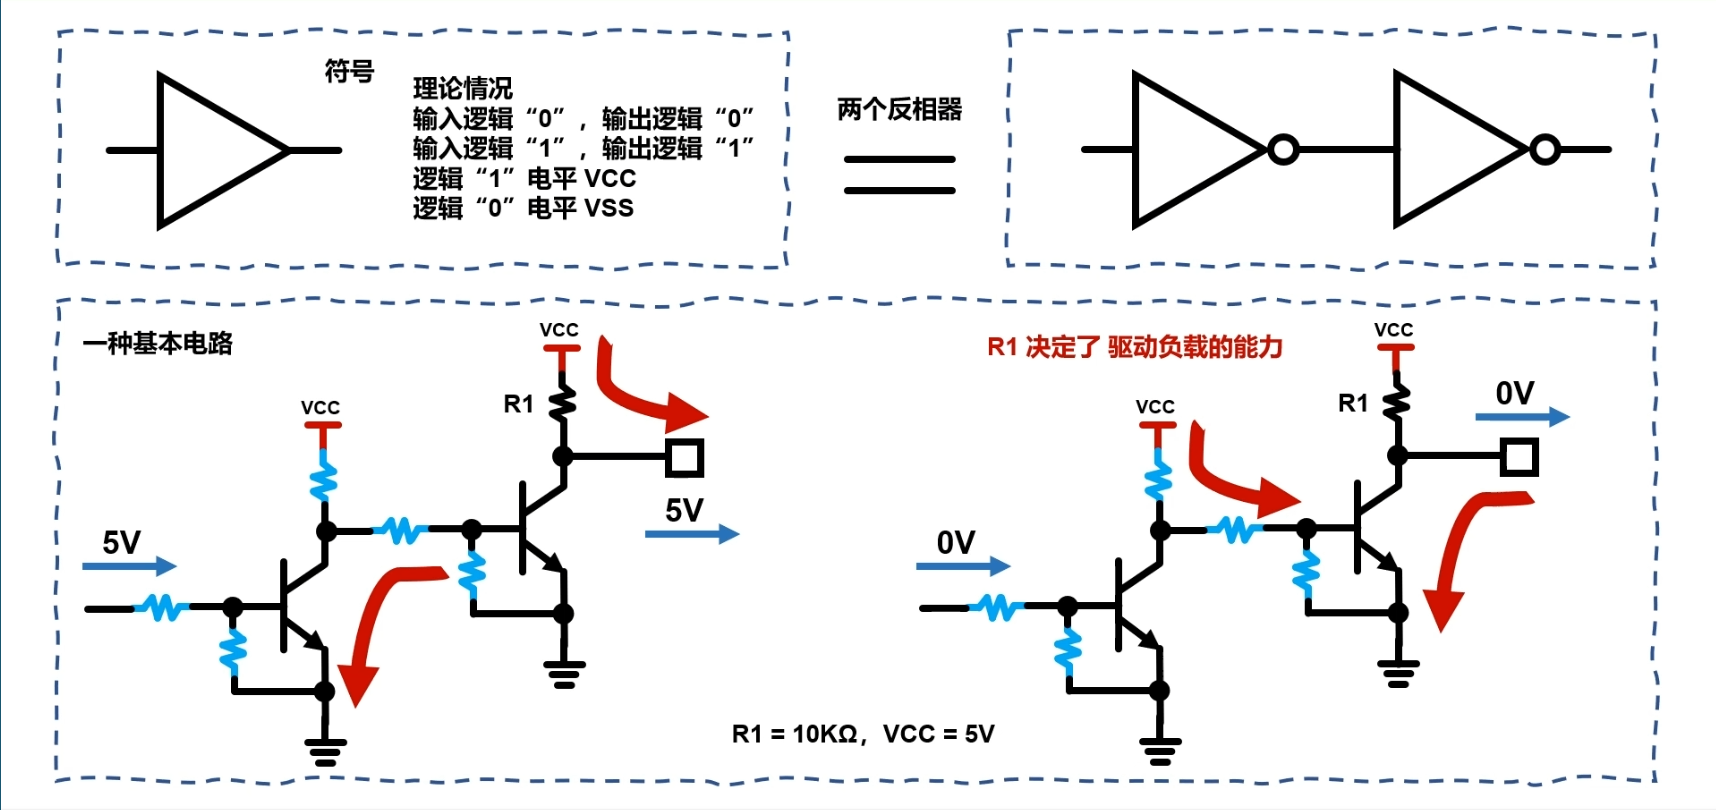 符号
理论情况
输入逻辑“0”，输出逻辑“0”
输入逻辑“1”，输出逻辑“1”
逻辑“1”电平 VCC
逻辑“0”电平 VSS
两个反相器
一种基本电路
VCC
R1
VCC
5V
5V
R1 决定了 驱动负载的能力
VCC
R1
0V
VCC
0V
R1 = 10KΩ，VCC = 5V